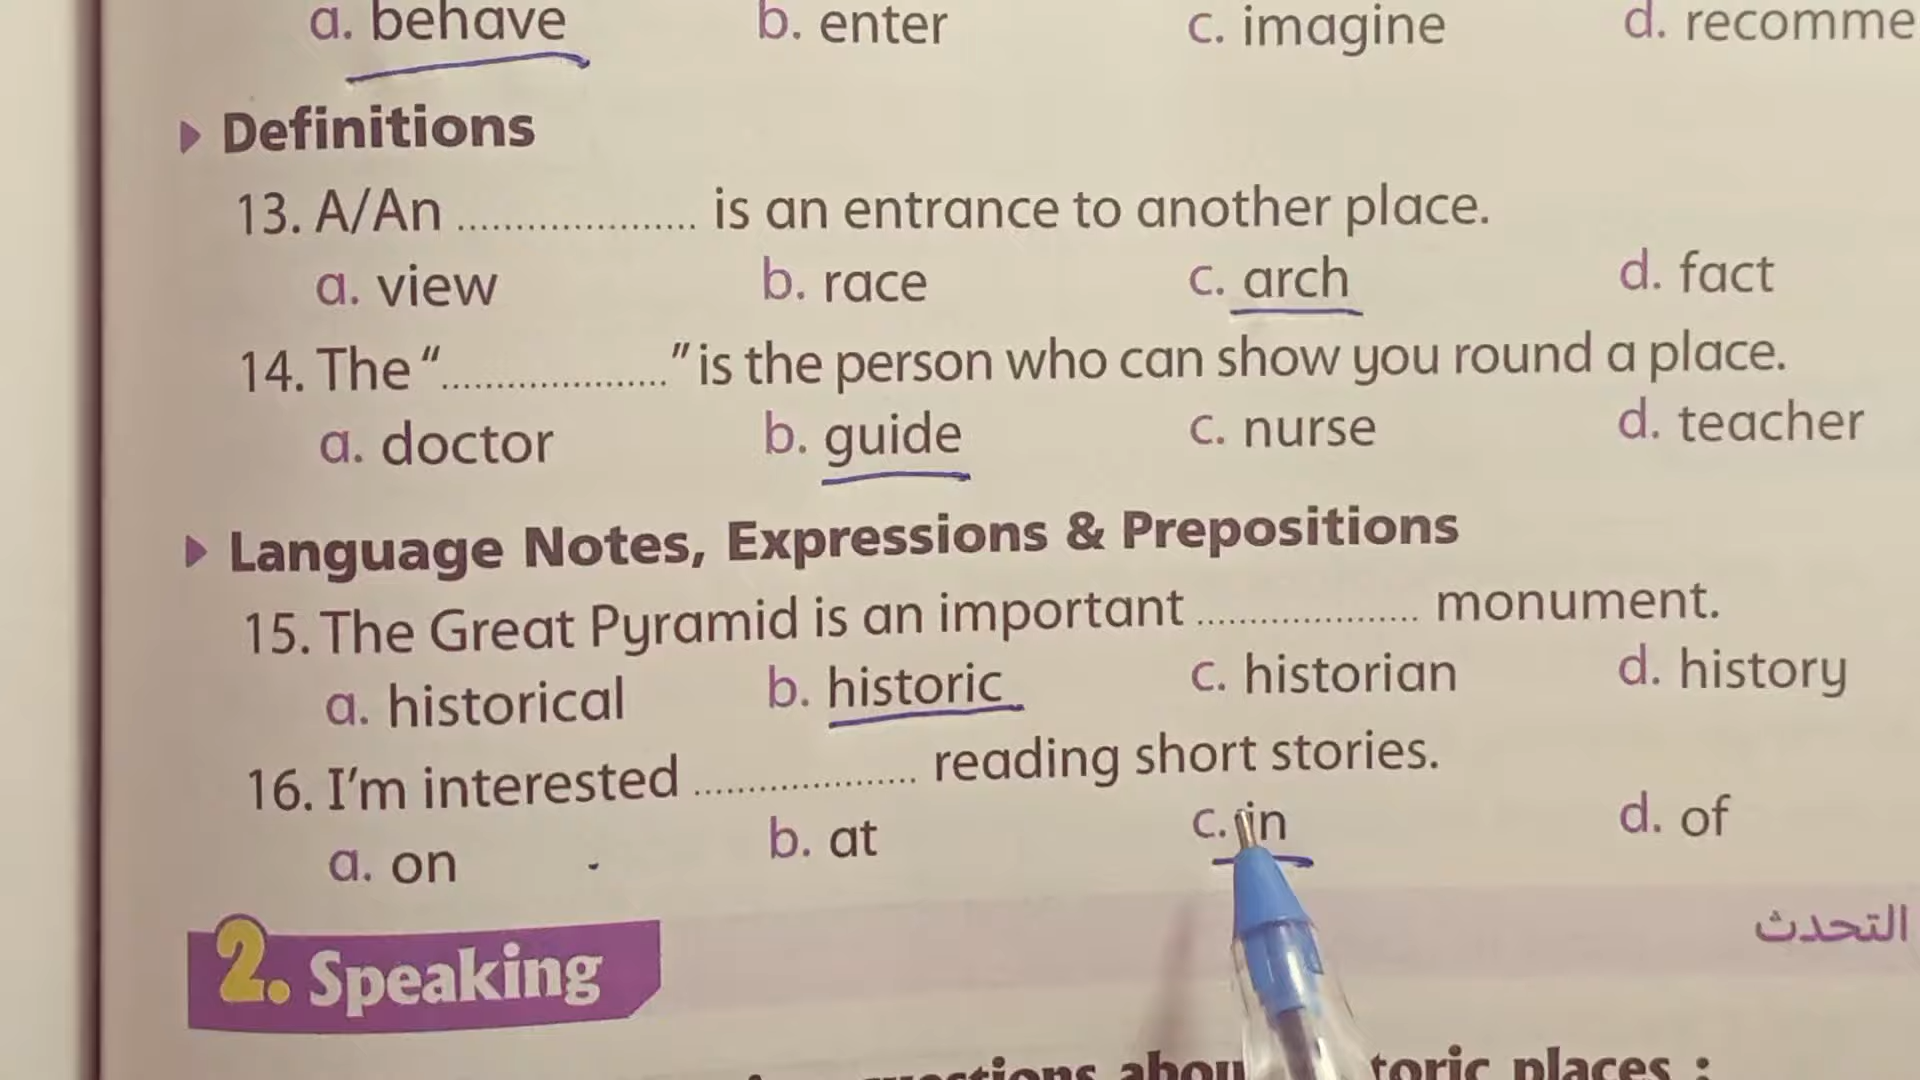 a. behave b. enter c. imagine d. recomme
Definitions
13. A/An .................... is an entrance to another place.
a. view b. race c. arch d. fact
14. The "...................." is the person who can show you round a place.
a. doctor b. guide c. nurse d. teacher
Language Notes, Expressions & Prepositions
15. The Great Pyramid is an important .................... monument.
a. historical b. historic c. historian d. history
16. I'm interested .................... reading short stories.
a. on b. at c. in d. of
2. Speaking التحدث
places :